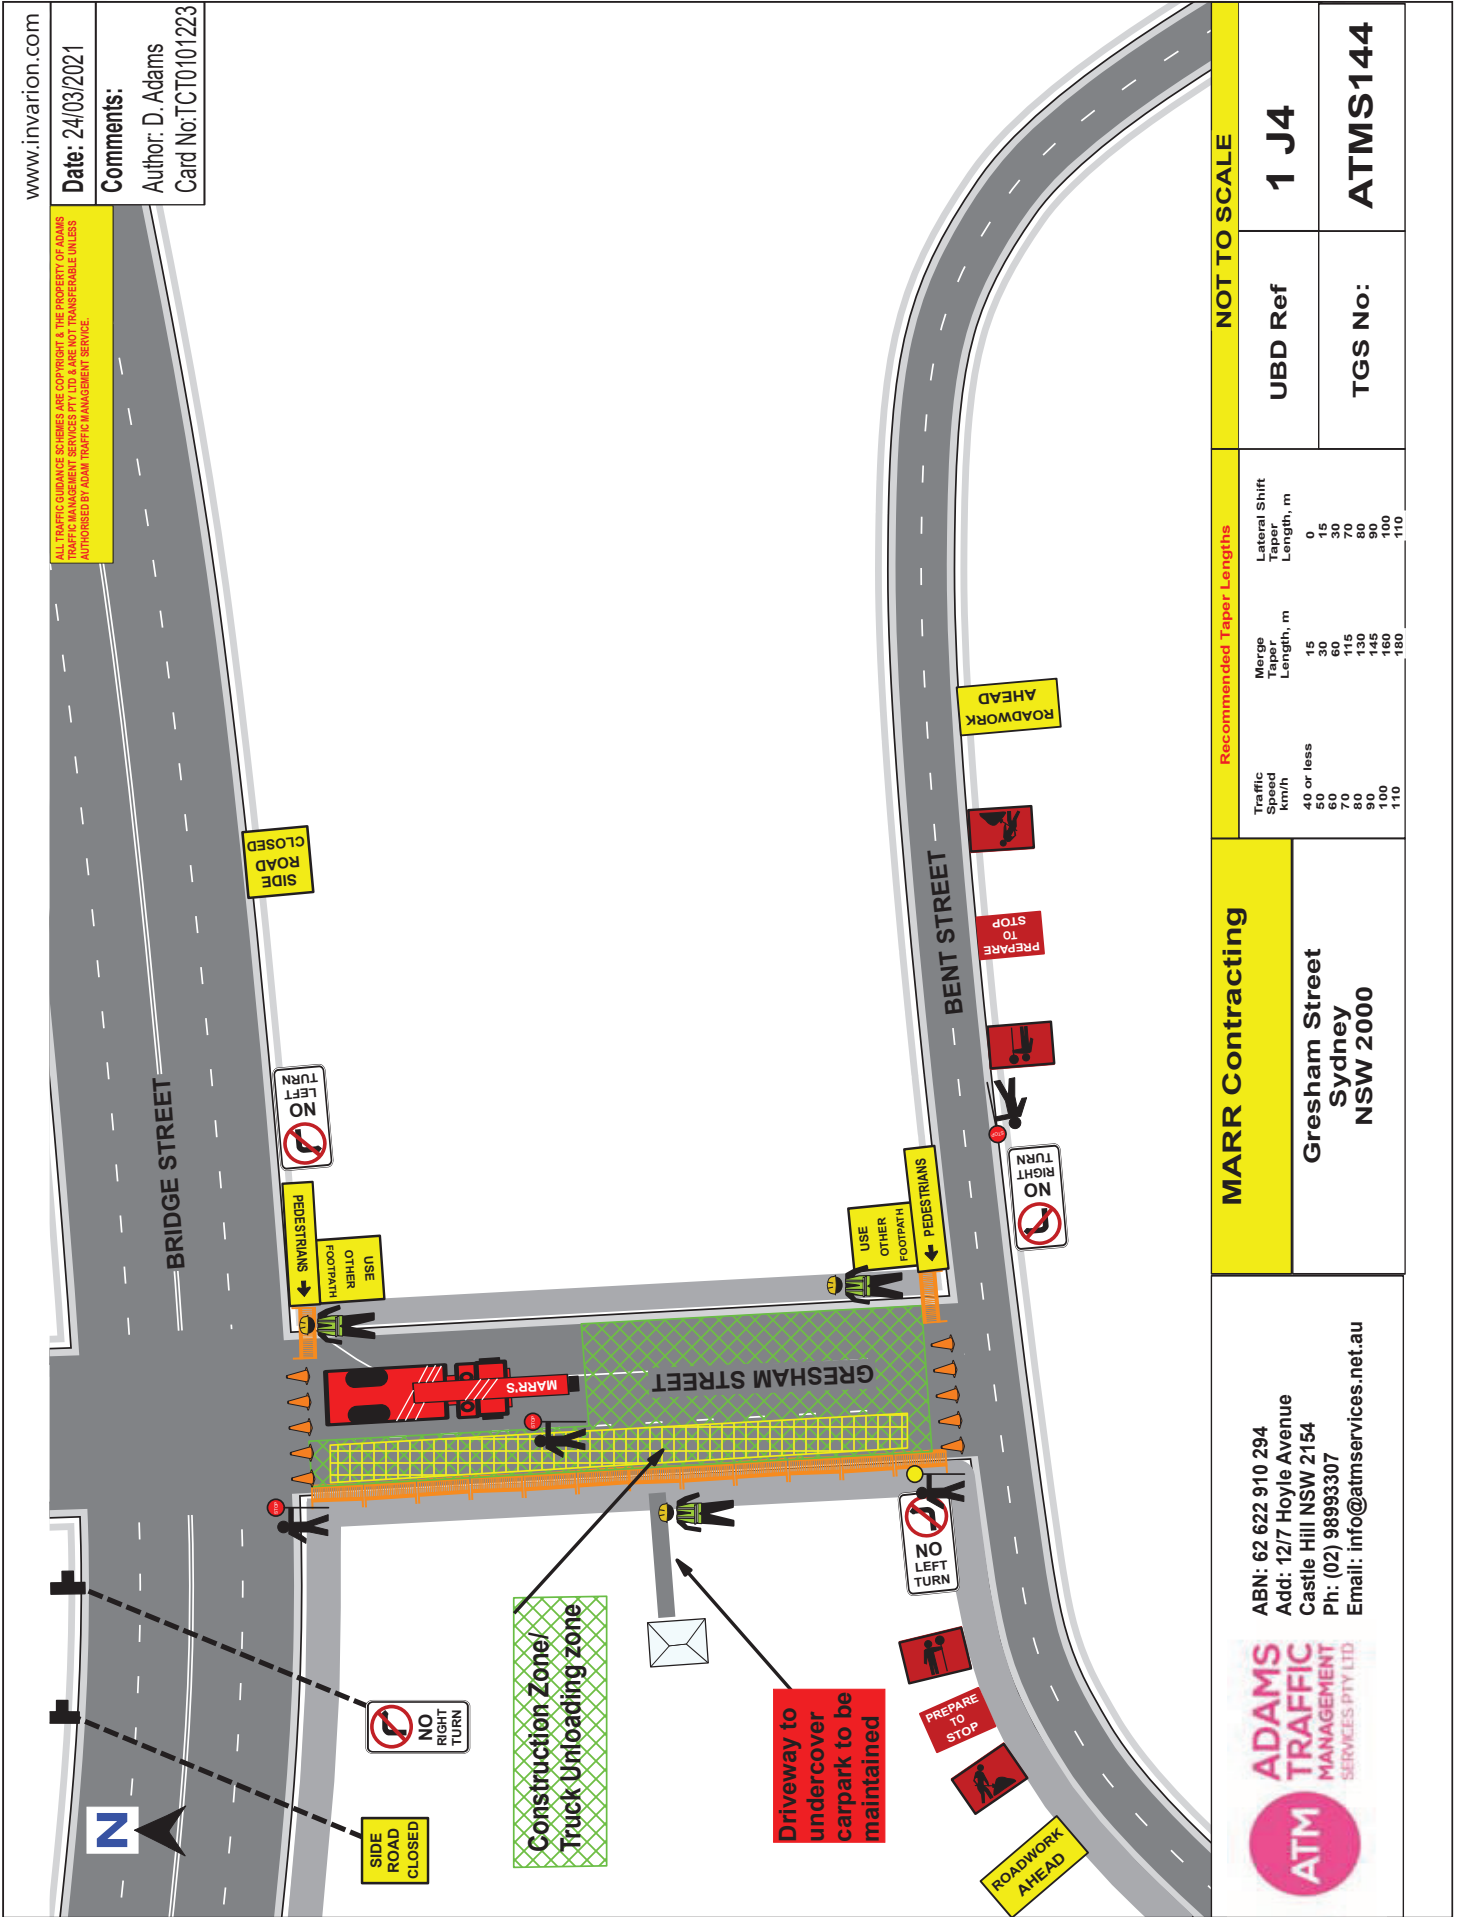 www.invarion.com
Date: 24/03/2021
Comments:
Author: D. Adams
Card No:TCT0101223
ALL TRAFFIC GUIDANCE SCHEMES ARE COPYRIGHT & THE PROPERTY OF ADAMS
TRAFFIC MANAGEMENT SERVICES PTY LTD & ARE NOT TRANSFERABLE UNLESS
AUTHORISED BY ADAM TRAFFIC MANAGEMENT SERVICE.
N
SIDE
ROAD
CLOSED
NO
RIGHT
TURN
BRIDGE STREET
NO
LEFT
TURN
SIDE
ROAD
CLOSED
STOP
PEDESTRIANS
USE
OTHER
FOOTPATH
MARR'S
STOP
GRESHAM STREET
Construction Zone/
Truck Unloading zone
Driveway to
undercover
carpark to be
maintained
USE
OTHER
FOOTPATH
PEDESTRIANS
NO
LEFT
TURN
PREPARE
TO
STOP
ROADWORK
AHEAD
BENT STREET
STOP
NO
RIGHT
TURN
PREPARE
TO
STOP
ROADWORK
AHEAD
ATM
ADAMS
TRAFFIC
MANAGEMENT
SERVICES PTY LTD
ABN: 62 622 910 294
Add: 12/7 Hoyle Avenue
Castle Hill NSW 2154
Ph: (02) 98993307
Email: info@atmservices.net.au
MARR Contracting
Gresham Street
Sydney
NSW 2000
Recommended Taper Lengths
Traffic Speed km/h Merge Taper Length, m Lateral Shift Taper Length, m
40 or less 15 0
50 30 15
60 60 30
70 115 70
80 130 80
90 145 90
100 160 100
110 180 110
NOT TO SCALE
UBD Ref 1 J4
TGS No: ATMS144